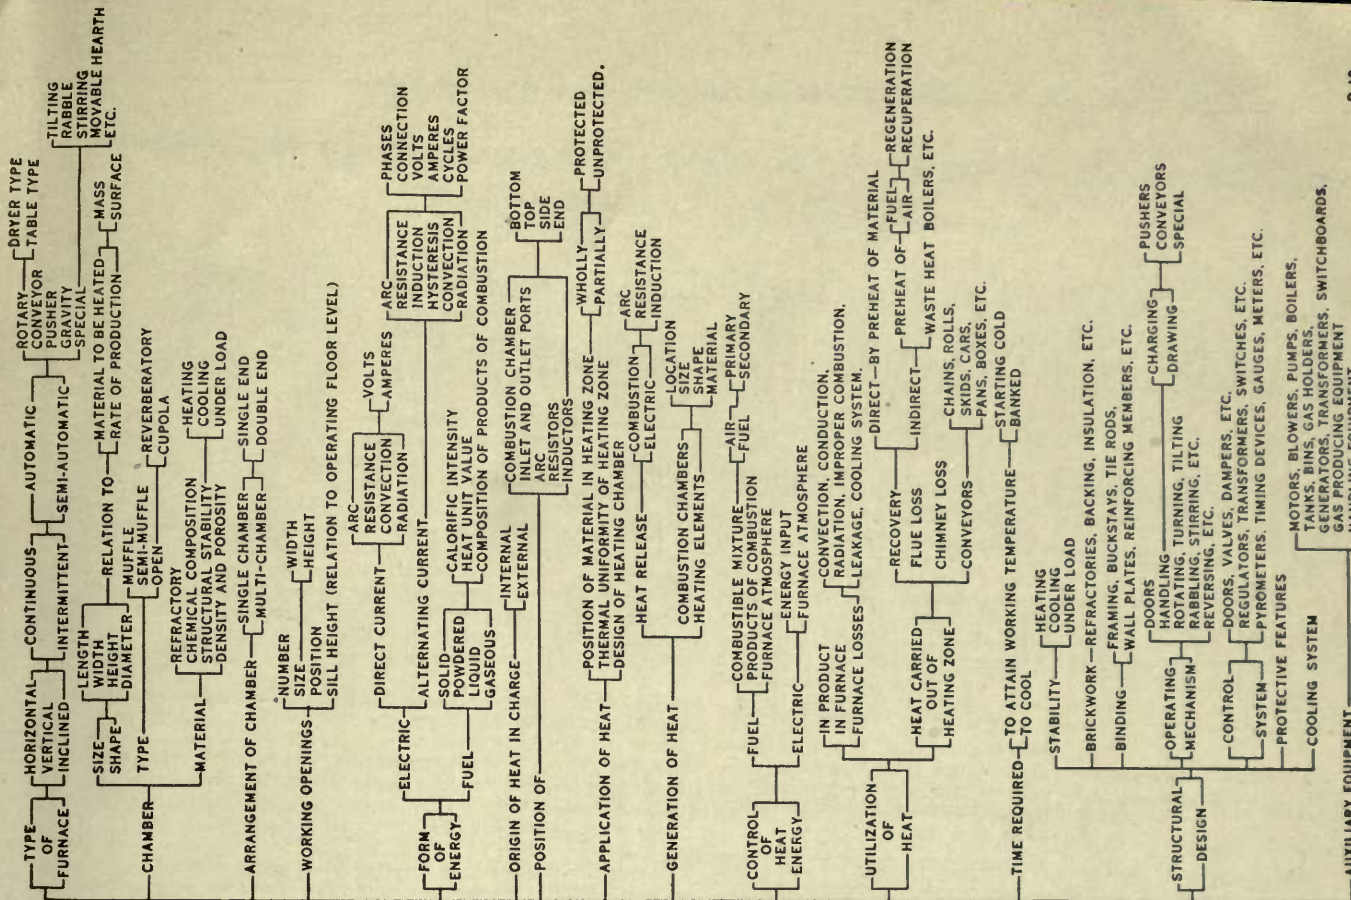 TYPE OF FURNACE
HORIZONTAL
VERTICAL
INCLINED
CONTINUOUS
INTERMITTENT
AUTOMATIC
SEMI-AUTOMATIC
ROTARY
CONVEYOR
PUSHER
GRAVITY
SPECIAL
DRYER TYPE
TABLE TYPE
TILTING
RABBLE
STIRRING
MOVABLE HEARTH
ETC.
CHAMBER
SIZE
SHAPE
LENGTH
WIDTH
HEIGHT
DIAMETER
RELATION TO
MATERIAL TO BE HEATED
RATE OF PRODUCTION
MASS
SURFACE
TYPE
MUFFLE
SEMI-MUFFLE
OPEN
REVERBERATORY
CUPOLA
MATERIAL
REFRACTORY
CHEMICAL COMPOSITION
STRUCTURAL STABILITY
DENSITY AND POROSITY
HEATING
COOLING
UNDER LOAD
ARRANGEMENT OF CHAMBER
SINGLE CHAMBER
MULTI-CHAMBER
SINGLE END
DOUBLE END
WORKING OPENINGS
NUMBER
SIZE
POSITION
SILL HEIGHT (RELATION TO OPERATING FLOOR LEVEL)
WIDTH
HEIGHT
FORM OF ENERGY
ELECTRIC
DIRECT CURRENT
ARC
RESISTANCE
CONVECTION
RADIATION
VOLTS
AMPERES
ALTERNATING CURRENT
ARC
RESISTANCE
INDUCTION
HYSTERESIS
CONVECTION
RADIATION
PHASES
CONNECTION
VOLTS
AMPERES
CYCLES
POWER FACTOR
FUEL
SOLID
POWDERED
LIQUID
GASEOUS
CALORIFIC INTENSITY
HEAT UNIT VALUE
COMPOSITION OF PRODUCTS OF COMBUSTION
ORIGIN OF HEAT IN CHARGE
INTERNAL
EXTERNAL
POSITION OF
COMBUSTION CHAMBER
INLET AND OUTLET PORTS
ARC
RESISTORS
INDUCTORS
BOTTOM
TOP
SIDE
END
APPLICATION OF HEAT
POSITION OF MATERIAL IN HEATING ZONE
THERMAL UNIFORMITY OF HEATING ZONE
DESIGN OF HEATING CHAMBER
WHOLLY
PARTIALLY
PROTECTED
UNPROTECTED.
GENERATION OF HEAT
HEAT RELEASE
COMBUSTION
ELECTRIC
ARC
RESISTANCE
INDUCTION
COMBUSTION CHAMBERS
HEATING ELEMENTS
LOCATION
SIZE
SHAPE
MATERIAL
CONTROL OF HEAT ENERGY
FUEL
COMBUSTIBLE MIXTURE
PRODUCTS OF COMBUSTION
FURNACE ATMOSPHERE
AIR
FUEL
PRIMARY
SECONDARY
ELECTRIC
ENERGY INPUT
FURNACE ATMOSPHERE
UTILIZATION OF HEAT
IN PRODUCT
IN FURNACE
FURNACE LOSSES
CONVECTION, CONDUCTION,
RADIATION, IMPROPER COMBUSTION,
LEAKAGE, COOLING SYSTEM.
HEAT CARRIED OUT OF HEATING ZONE
RECOVERY
FLUE LOSS
CHIMNEY LOSS
CONVEYORS
DIRECT—BY PREHEAT OF MATERIAL
INDIRECT
PREHEAT OF
WASTE HEAT BOILERS, ETC.
FUEL
AIR
REGENERATION
RECUPERATION
CHAINS, ROLLS,
SKIDS, CARS,
PANS, BOXES, ETC.
TIME REQUIRED
TO ATTAIN WORKING TEMPERATURE
TO COOL
STARTING COLD
BANKED
STRUCTURAL DESIGN
STABILITY
HEATING
COOLING
UNDER LOAD
BRICKWORK
REFRACTORIES, BACKING, INSULATION, ETC.
BINDING
FRAMING, BUCKSTAYS, TIE RODS,
WALL PLATES, REINFORCING MEMBERS, ETC.
OPERATING MECHANISM
DOORS
HANDLING
ROTATING, TURNING, TILTING
RABBLING, STIRRING, ETC.
REVERSING, ETC.
CHARGING
DRAWING
PUSHERS
CONVEYORS
SPECIAL
CONTROL SYSTEM
DOORS, VALVES, DAMPERS, ETC.
REGULATORS, TRANSFORMERS, SWITCHES, ETC.
PYROMETERS, TIMING DEVICES, GAUGES, METERS, ETC.
PROTECTIVE FEATURES
COOLING SYSTEM
AUXILIARY EQUIPMENT
MOTORS, BLOWERS, PUMPS, BOILERS,
TANKS, BINS, GAS HOLDERS,
GENERATORS, TRANSFORMERS, SWITCHBOARDS,
GAS PRODUCING EQUIPMENT